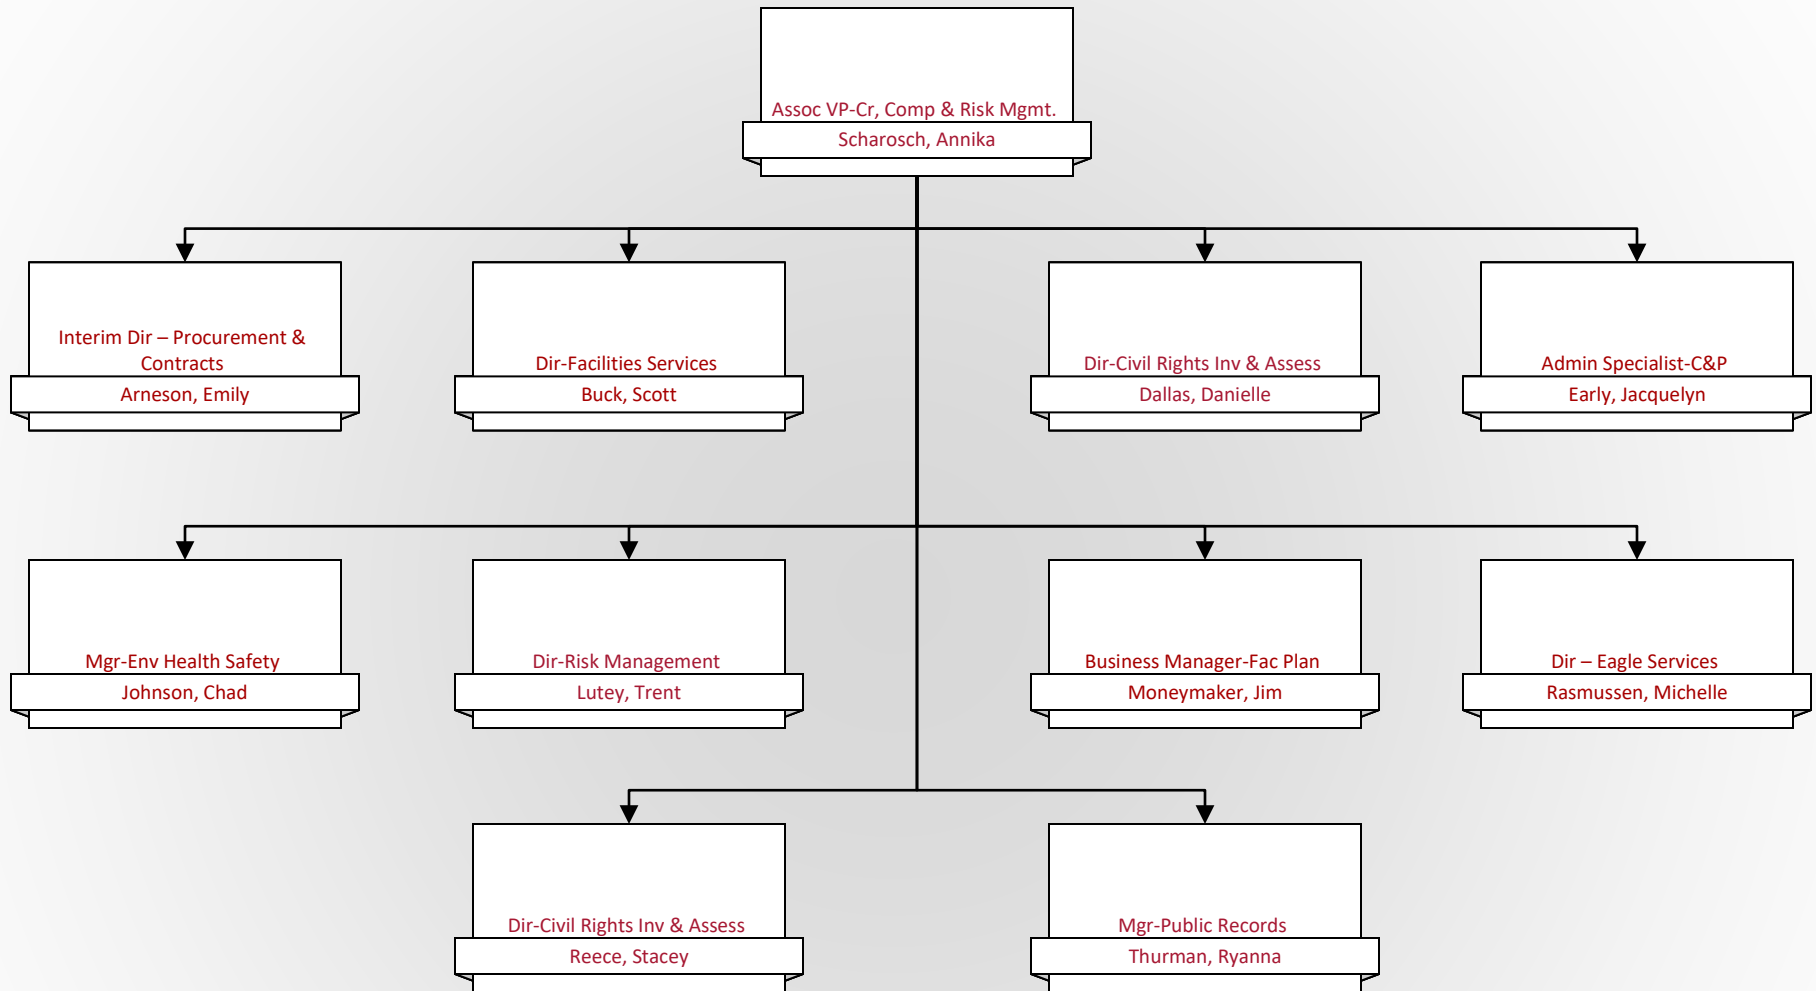 Assoc VP-Cr, Comp & Risk Mgmt.
Scharosch, Annika
Interim Dir – Procurement &
Contracts
Arneson, Emily
Dir-Facilities Services
Buck, Scott
Dir-Civil Rights Inv & Assess
Dallas, Danielle
Admin Specialist-C&P
Early, Jacquelyn
Mgr-Env Health Safety
Johnson, Chad
Dir-Risk Management
Lutey, Trent
Business Manager-Fac Plan
Moneymaker, Jim
Dir – Eagle Services
Rasmussen, Michelle
Dir-Civil Rights Inv & Assess
Reece, Stacey
Mgr-Public Records
Thurman, Ryanna